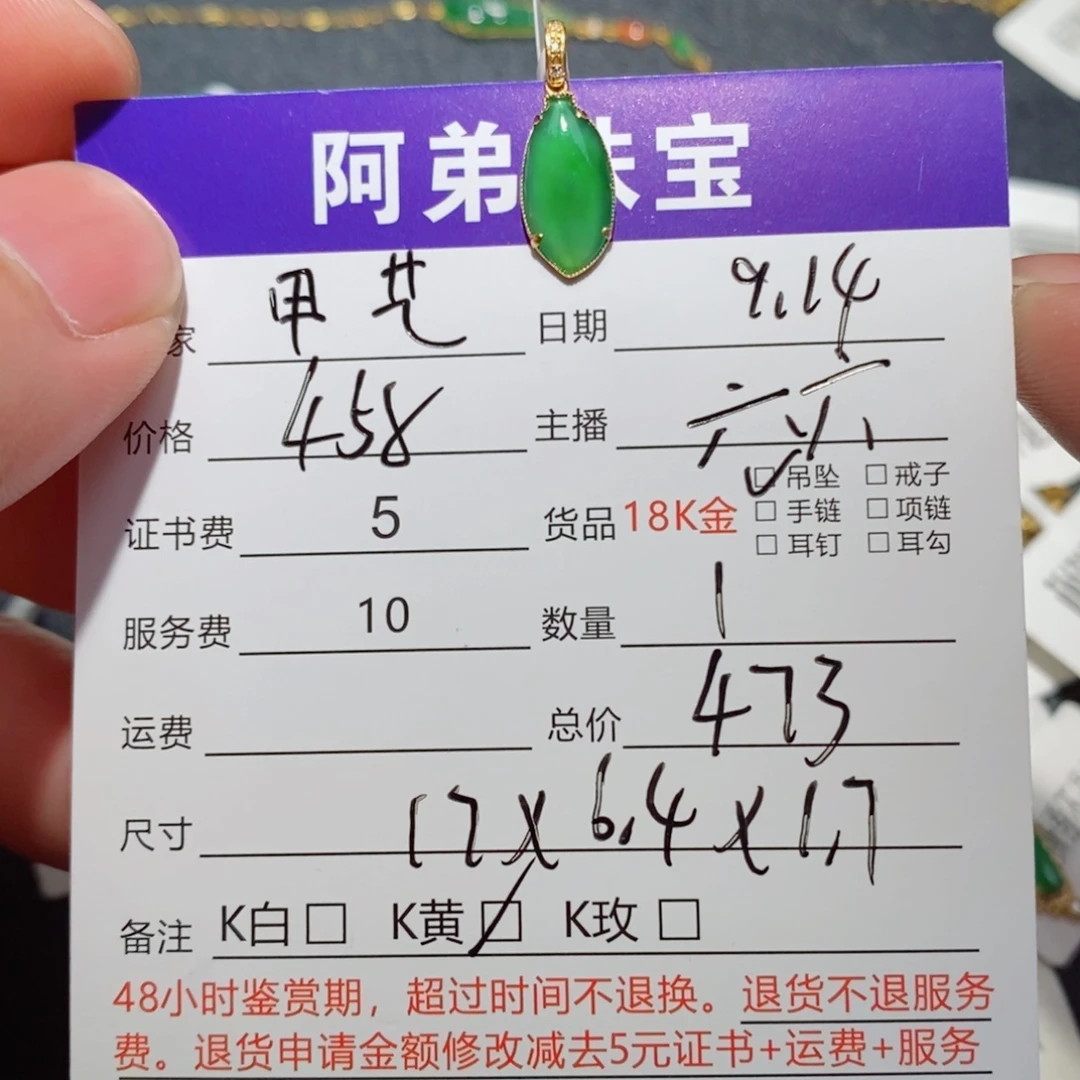 阿弟珠宝
家 甲艺 日期 9.14
价格 458 主播 六六
证书费 5 货品 18K金 吊坠 戒子
手链 项链
耳钉 耳勾
服务费 10 数量 1
运费 总价 473
尺寸 17x6.4x1.7
备注 K白 K黄 K玫
48小时鉴赏期，超过时间不退换。退货不退服务
费。退货申请金额修改减去5元证书+运费+服务